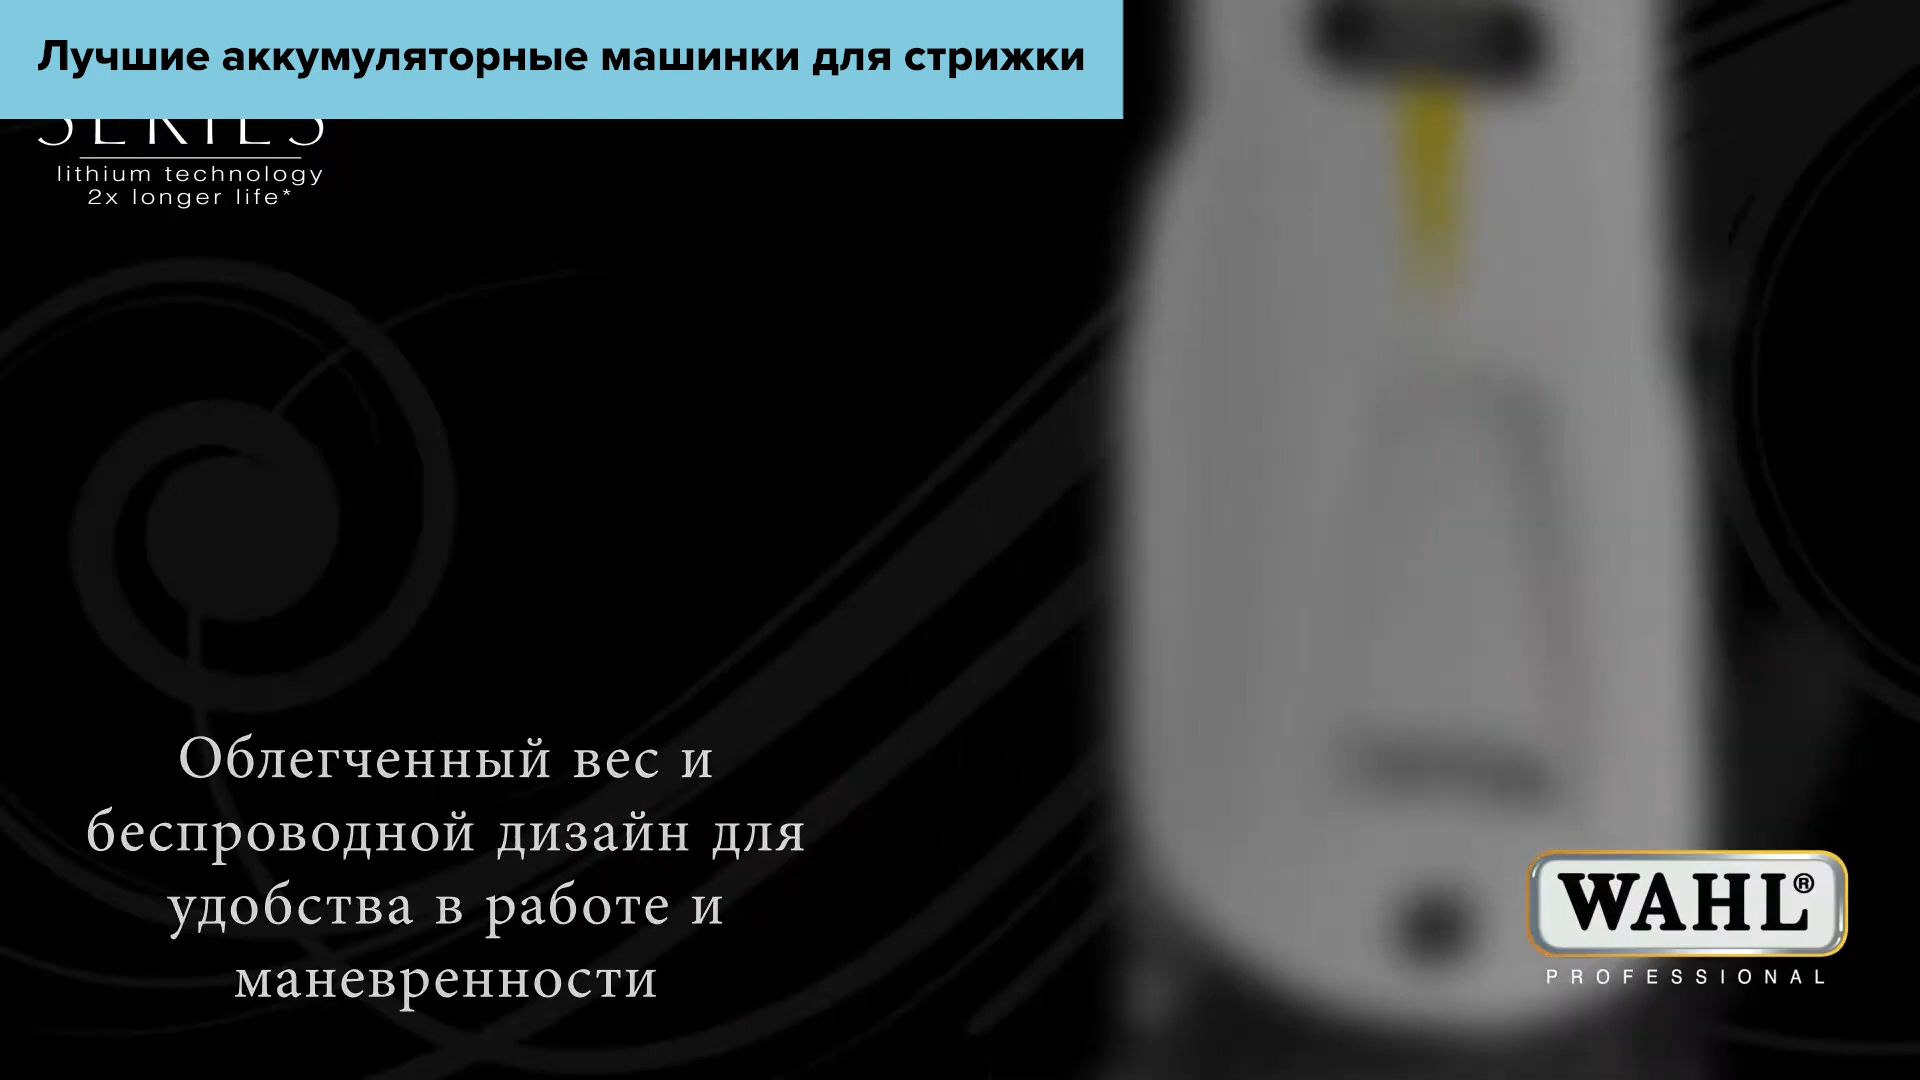 Лучшие аккумуляторные машинки для стрижки
SERIES
lithium technology
2x longer life*
Облегченный вес и
беспроводной дизайн для
удобства в работе и
маневренности
WAHL®
PROFESSIONAL